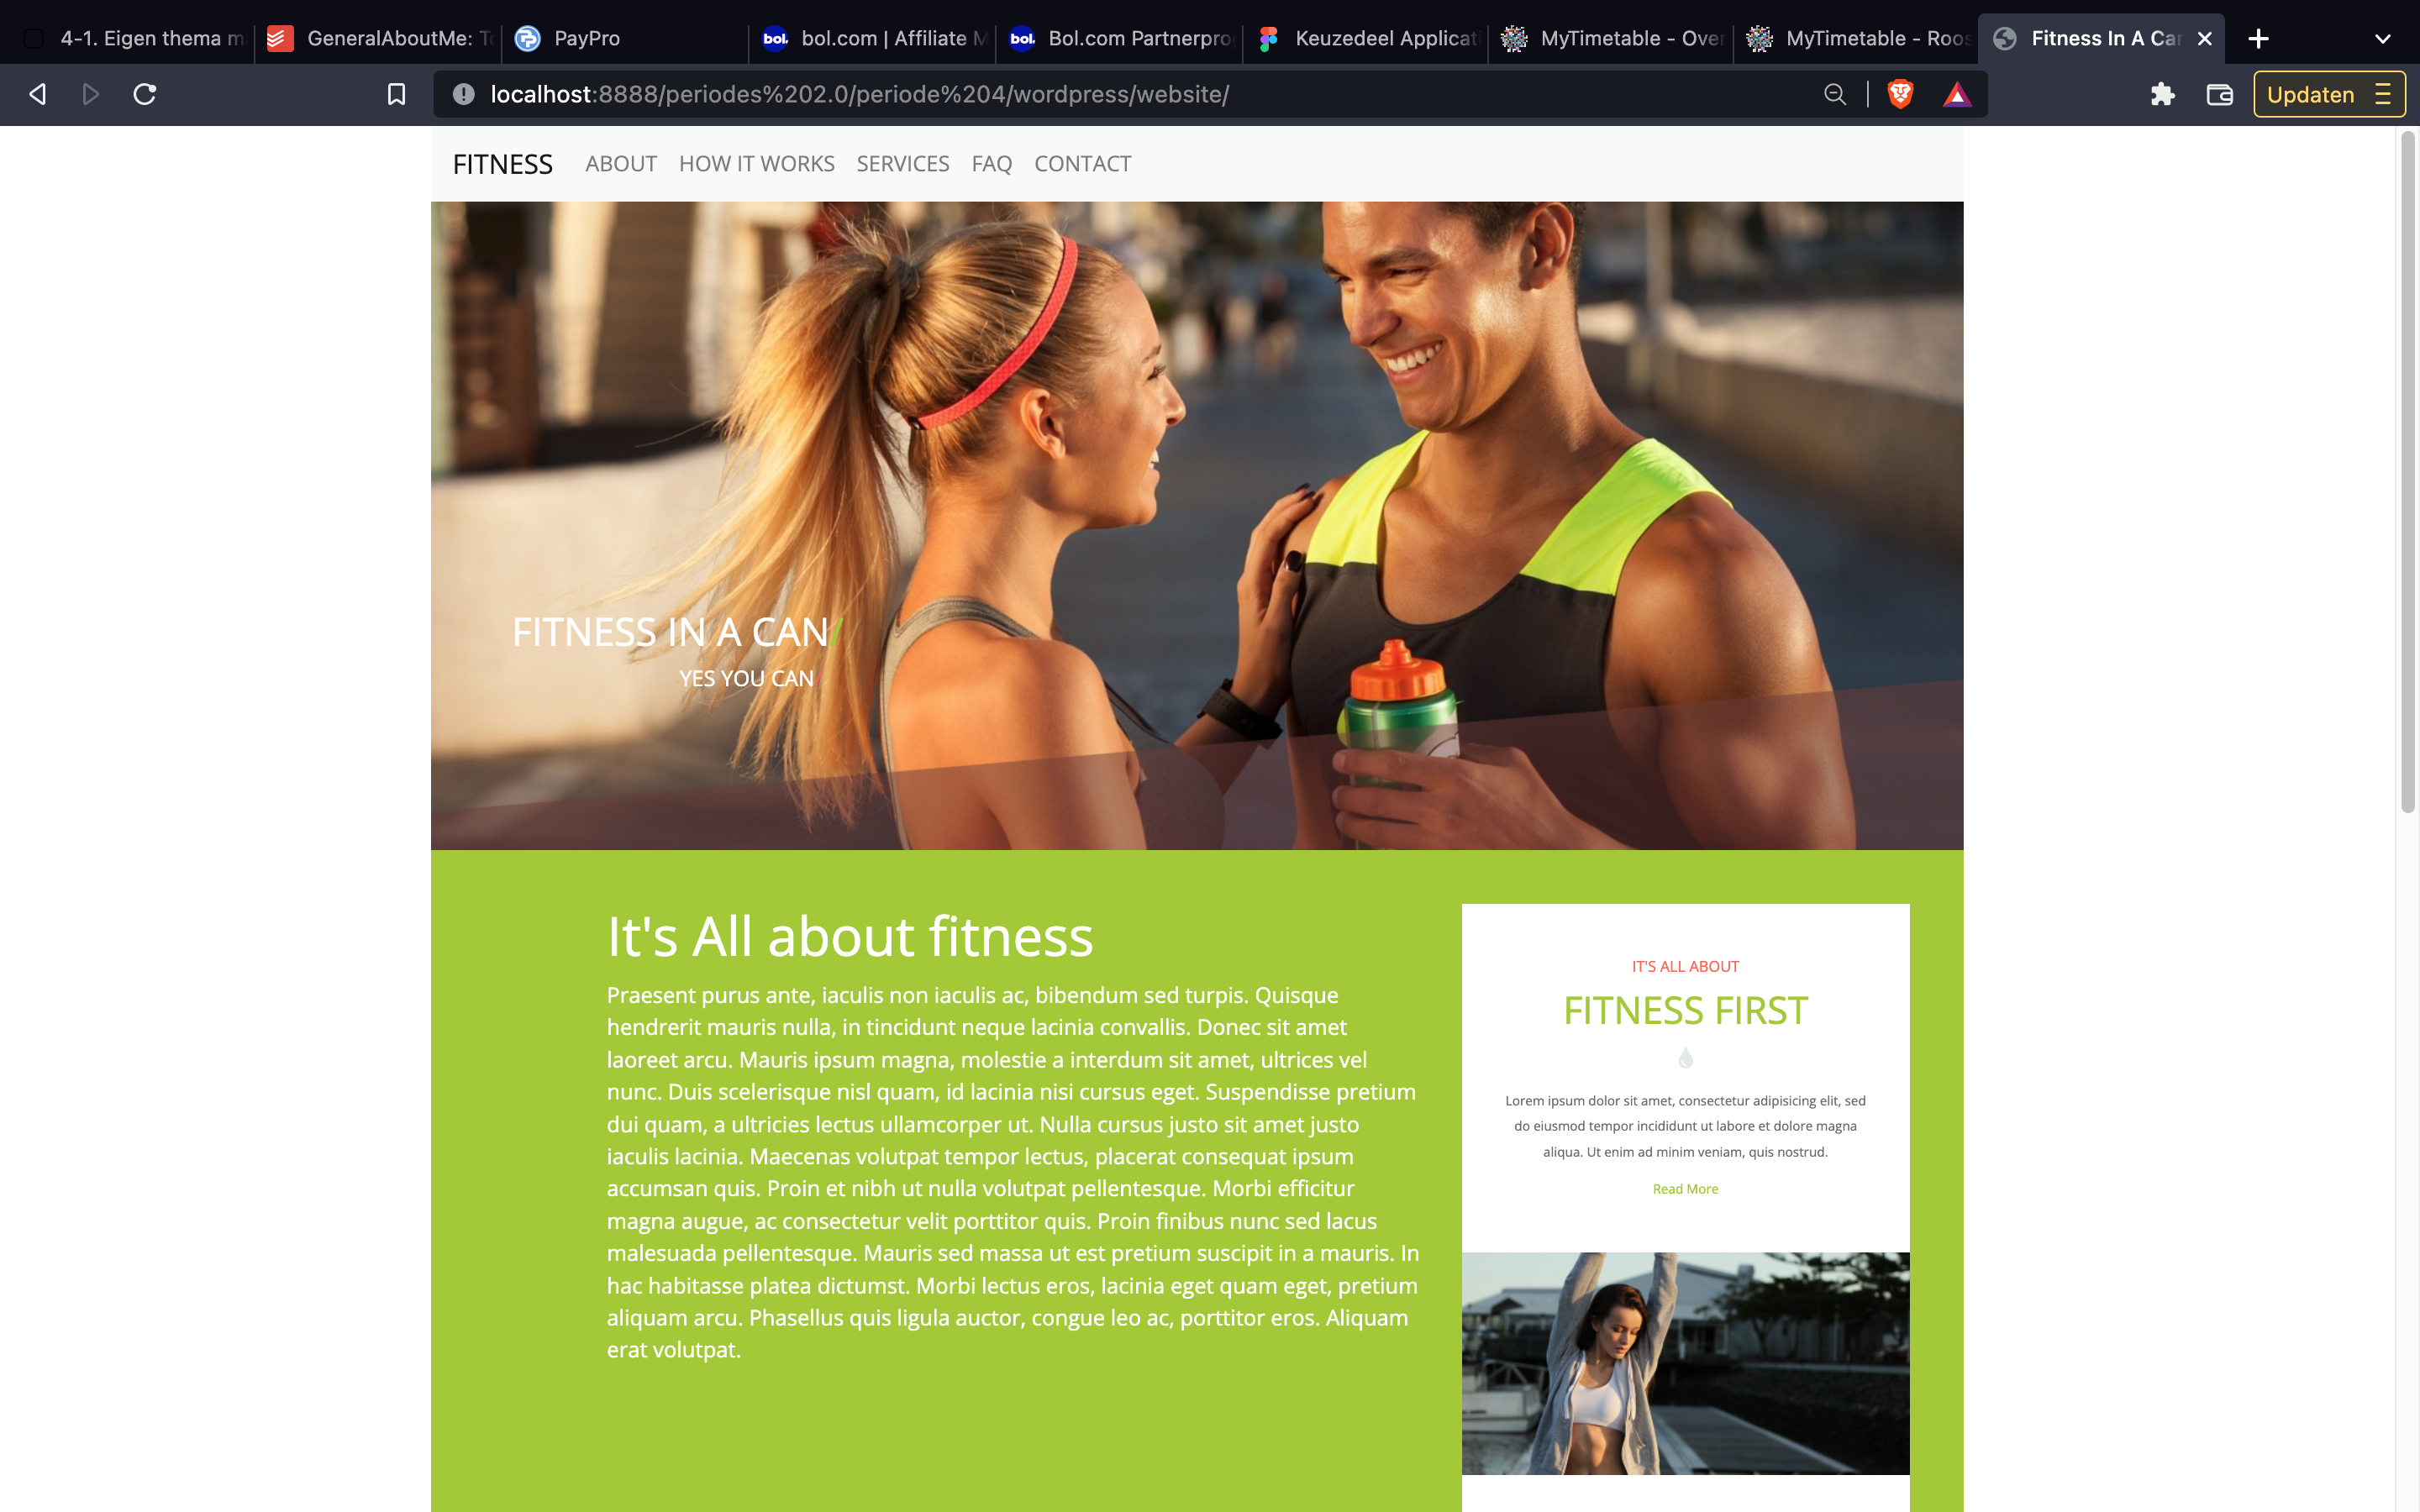 4-1. Eigen thema m
GeneralAboutMe: T
PayPro
bol.com | Affiliate M
Bol.com Partnerpro
Keuzedeel Applicat
MyTimetable - Over
MyTimetable - Roos
Fitness In A Car
localhost:8888/periodes%202.0/periode%204/wordpress/website/
Updaten
FITNESS ABOUT HOW IT WORKS SERVICES FAQ CONTACT
FITNESS IN A CAN/
YES YOU CAN/
It's All about fitness
Praesent purus ante, iaculis non iaculis ac, bibendum sed turpis. Quisque
hendrerit mauris nulla, in tincidunt neque lacinia convallis. Donec sit amet
laoreet arcu. Mauris ipsum magna, molestie a interdum sit amet, ultrices vel
nunc. Duis scelerisque nisl quam, id lacinia nisi cursus eget. Suspendisse pretium
dui quam, a ultricies lectus ullamcorper ut. Nulla cursus justo sit amet justo
iaculis lacinia. Maecenas volutpat tempor lectus, placerat consequat ipsum
accumsan quis. Proin et nibh ut nulla volutpat pellentesque. Morbi efficitur
magna augue, ac consectetur velit porttitor quis. Proin finibus nunc sed lacus
malesuada pellentesque. Mauris sed massa ut est pretium suscipit in a mauris. In
hac habitasse platea dictumst. Morbi lectus eros, lacinia eget quam eget, pretium
aliquam arcu. Phasellus quis ligula auctor, congue leo ac, porttitor eros. Aliquam
erat volutpat.
IT'S ALL ABOUT
FITNESS FIRST
Lorem ipsum dolor sit amet, consectetur adipisicing elit, sed
do eiusmod tempor incididunt ut labore et dolore magna
aliqua. Ut enim ad minim veniam, quis nostrud.
Read More